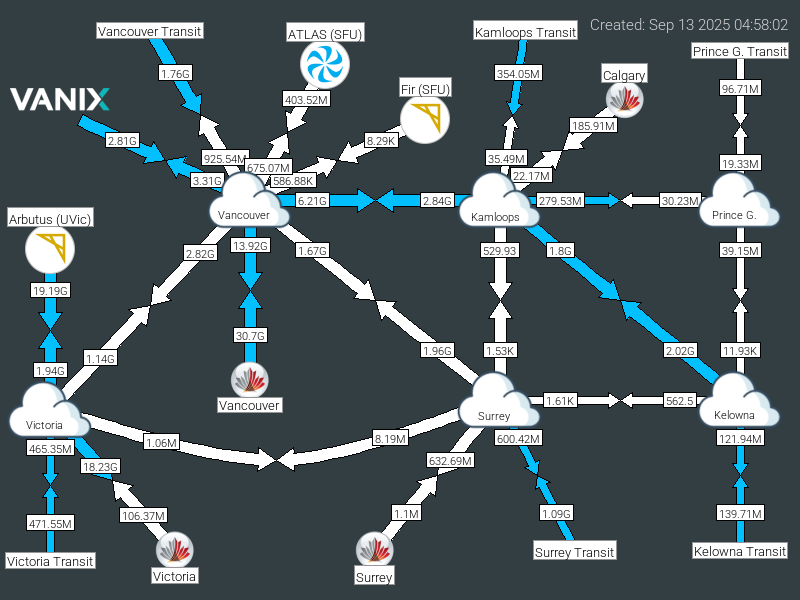 Created: Sep 13 2025 04:58:02
Vancouver Transit
ATLAS (SFU)
Kamloops Transit
Prince G. Transit
1.76G
354.05M
Calgary
96.71M
VANIX
403.52M
Fir (SFU)
185.91M
2.81G
8.29K
925.54M
675.07M
35.49M
19.33M
3.31G
586.88K
22.17M
6.21G
2.84G
279.53M
30.23M
Vancouver
Kamloops
Prince G.
Arbutus (UVic)
13.92G
2.82G
1.67G
529.93
1.8G
39.15M
19.19G
30.7G
1.14G
1.96G
1.53K
2.02G
11.93K
1.94G
Vancouver
1.61K
562.5
Victoria
Surrey
Kelowna
465.35M
1.06M
8.19M
600.42M
121.94M
18.23G
632.69M
471.55M
106.37M
1.1M
1.09G
139.71M
Victoria Transit
Victoria
Surrey
Surrey Transit
Kelowna Transit